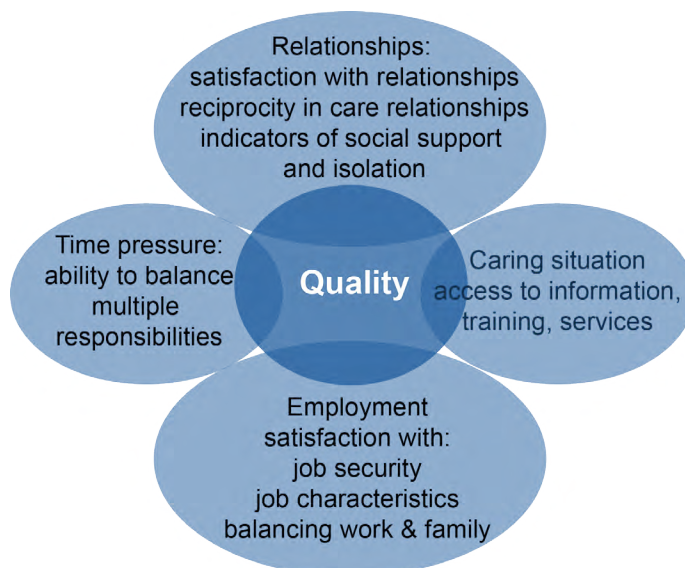 Relationships:
satisfaction with relationships
reciprocity in care relationships
indicators of social support
and isolation
Time pressure:
ability to balance
multiple
responsibilities
Quality
Caring situation
access to information,
training, services
Employment
satisfaction with:
job security
job characteristics
balancing work & family